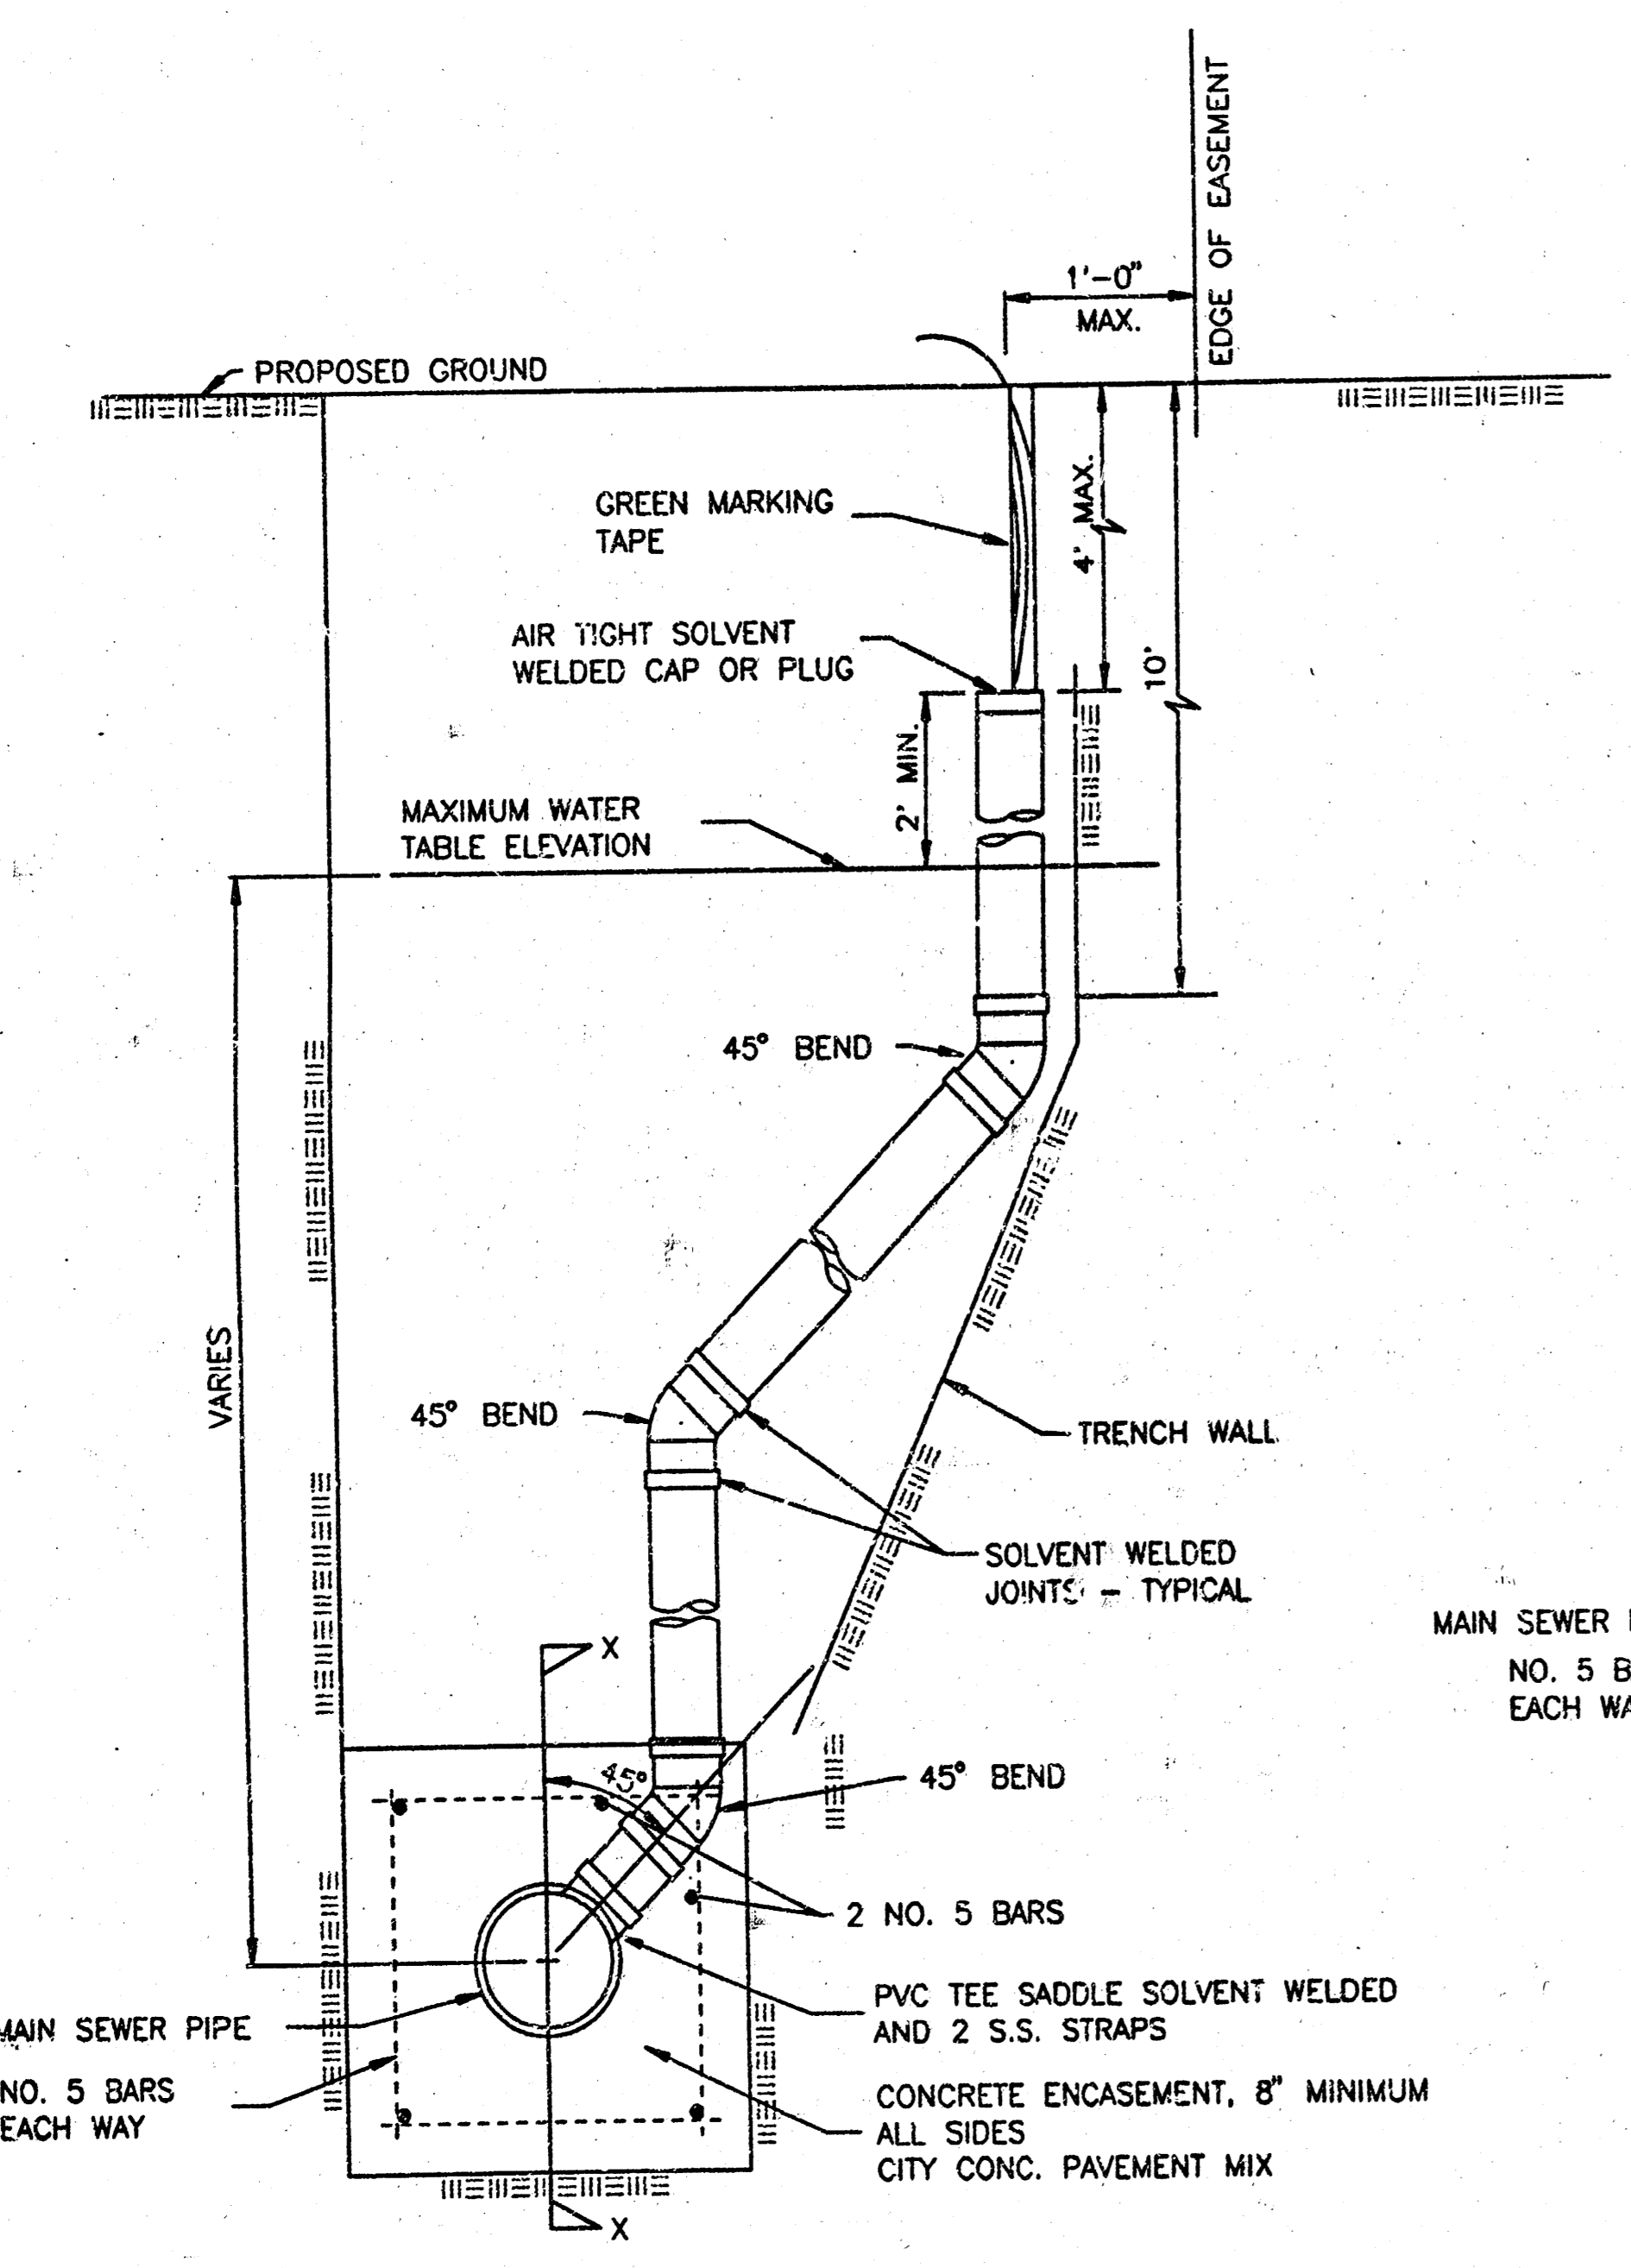 EDGE OF EASEMENT
1'-0"
MAX.
PROPOSED GROUND
GREEN MARKING
TAPE
4' MAX.
AIR TIGHT SOLVENT
WELDED CAP OR PLUG
10'
2' MIN.
MAXIMUM WATER
TABLE ELEVATION
45° BEND
VARIES
45° BEND
TRENCH WALL
SOLVENT WELDED
JOINTS - TYPICAL
MAIN SEWER
NO. 5
EACH
X
45°
45° BEND
2 NO. 5 BARS
PVC TEE SADDLE SOLVENT WELDED
AND 2 S.S. STRAPS
MAIN SEWER PIPE
NO. 5 BARS
EACH WAY
CONCRETE ENCASEMENT, 8" MINIMUM
ALL SIDES
CITY CONC. PAVEMENT MIX
X